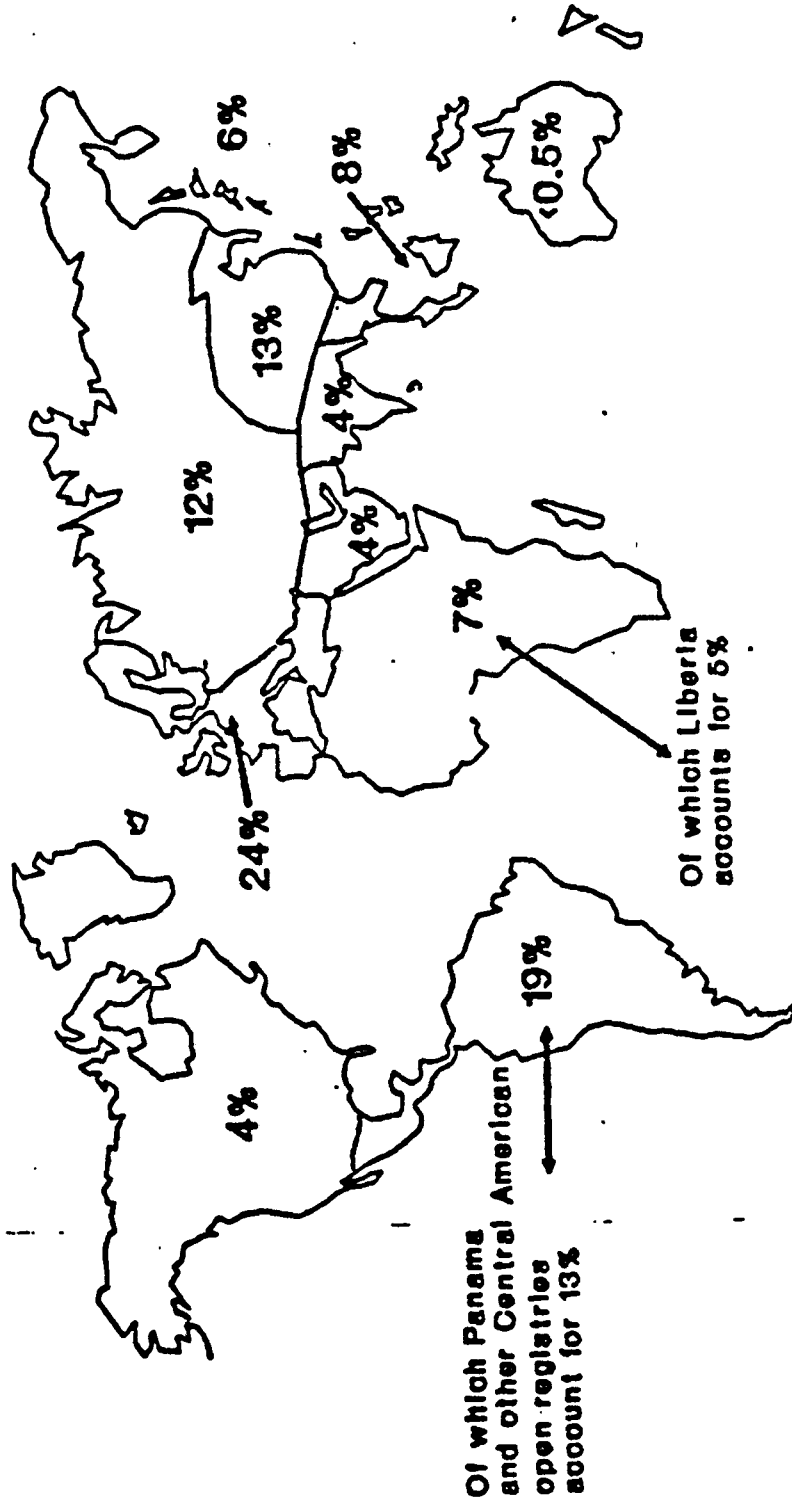 4%
24%
12%
13%
6%
8%
4%
4%
<0.5%
7%
19%
Of which Panama
and other Central American
open registries
account for 13%
Of which Liberia
accounts for 5%